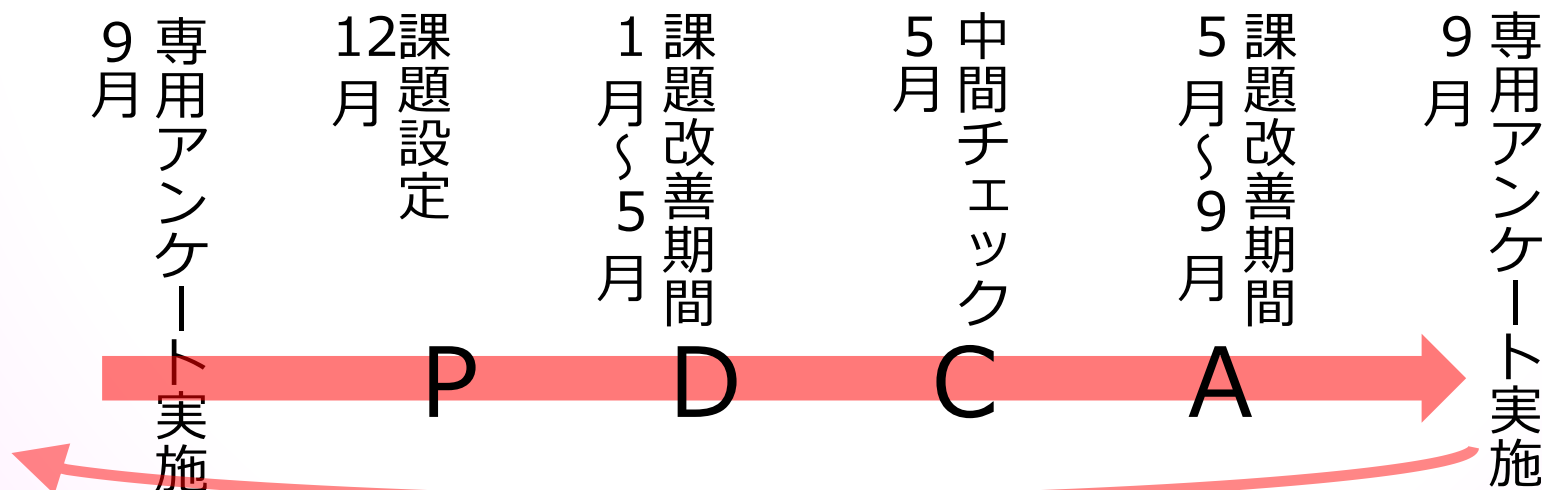 専用アンケート実施
9月
課題設定
12月
課題改善期間
1月～5月
中間チェック
5月
課題改善期間
5月～9月
専用アンケート実施
9月
P
D
C
A